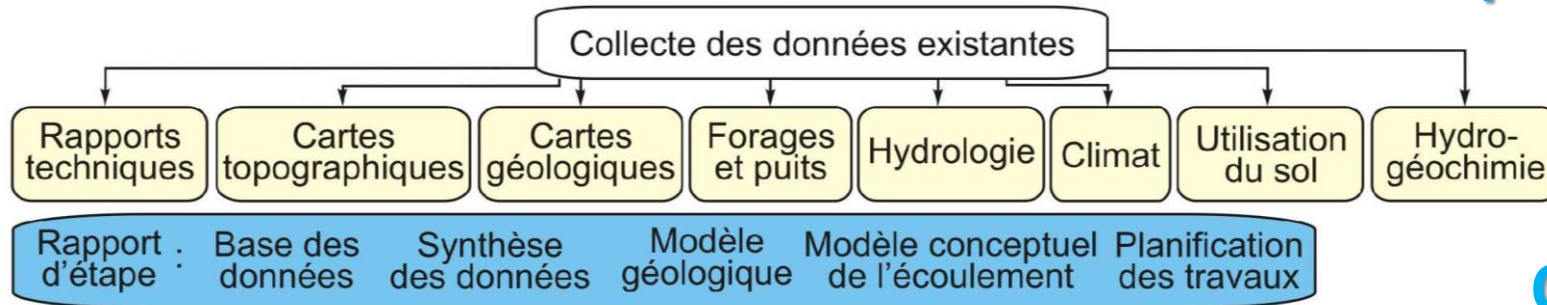 Collecte des données existantes
Rapports
techniques
Cartes
topographiques
Cartes
géologiques
Forages
et puits
Hydrologie
Climat
Utilisation
du sol
Hydro-
géochimie
Rapport :
d'étape
Base des
données
Synthèse
des données
Modèle
géologique
Modèle conceptuel
de l'écoulement
Planification
des travaux